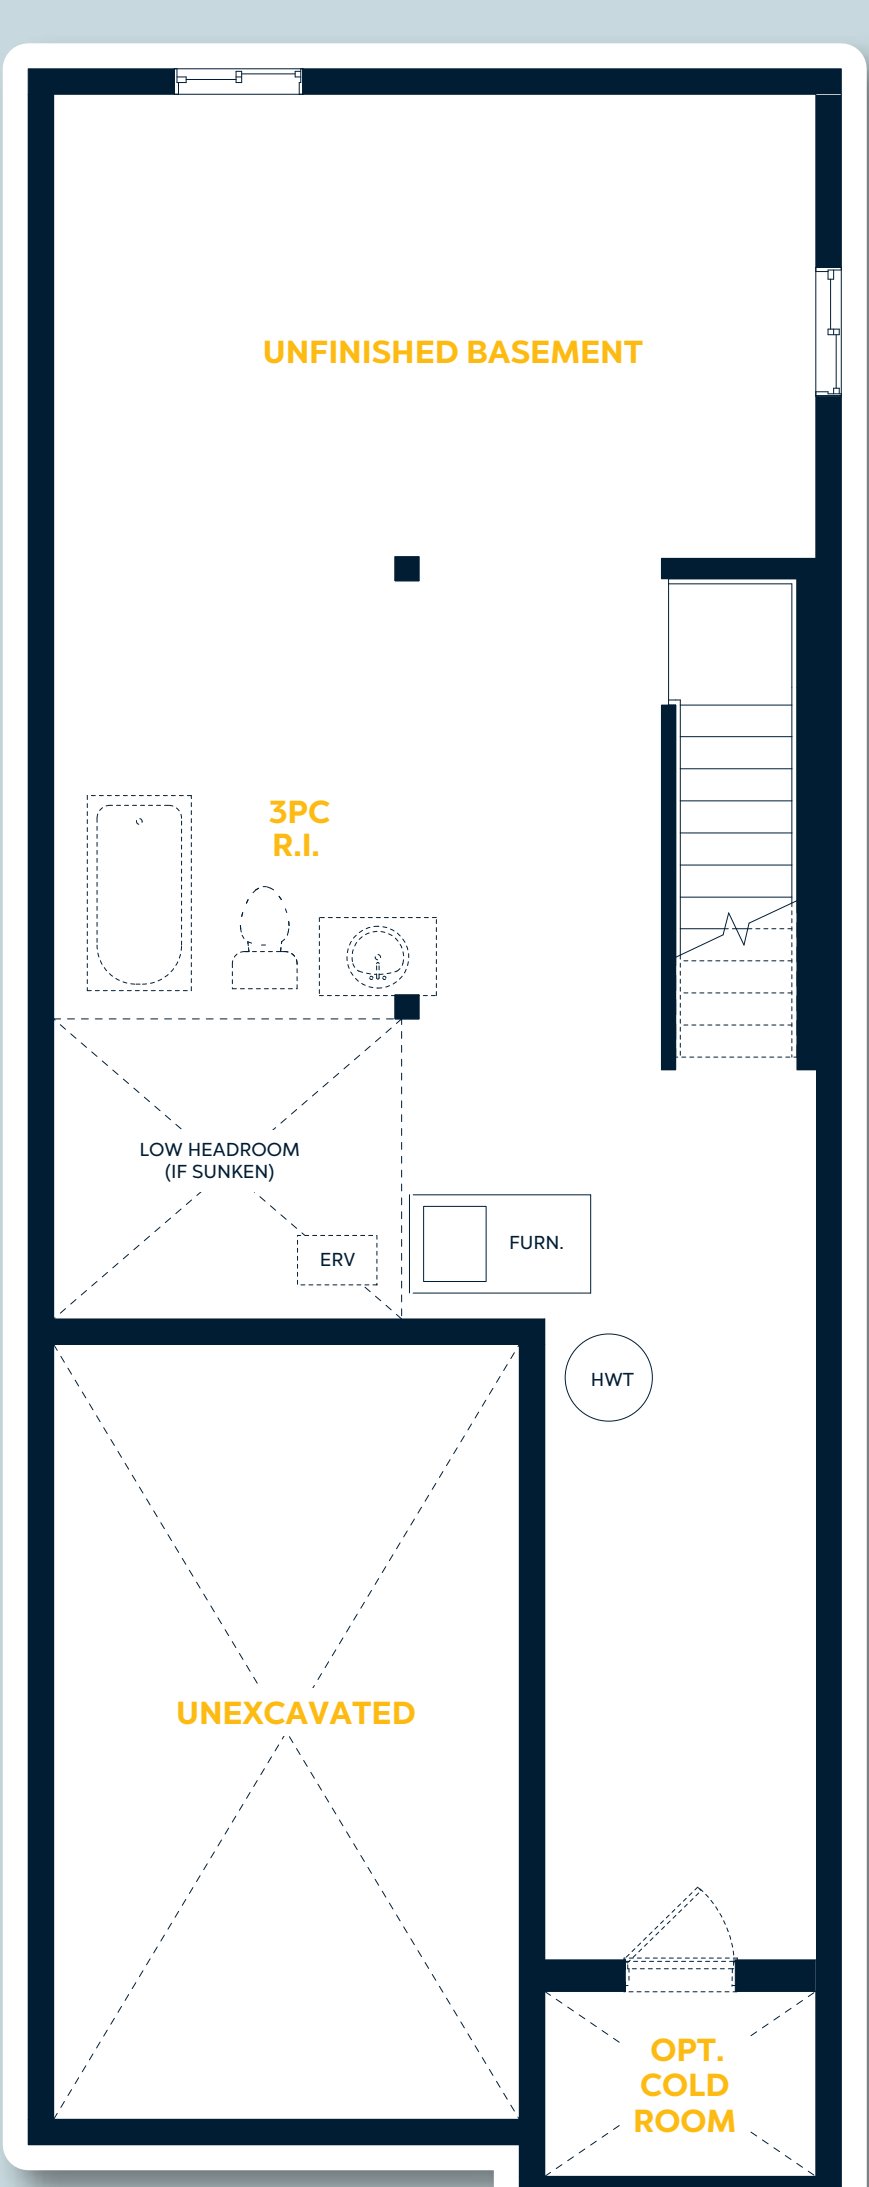 UNFINISHED BASEMENT
3PC
R.I.
LOW HEADROOM
(IF SUNKEN)
ERV
FURN.
HWT
UNEXCAVATED
OPT.
COLD
ROOM